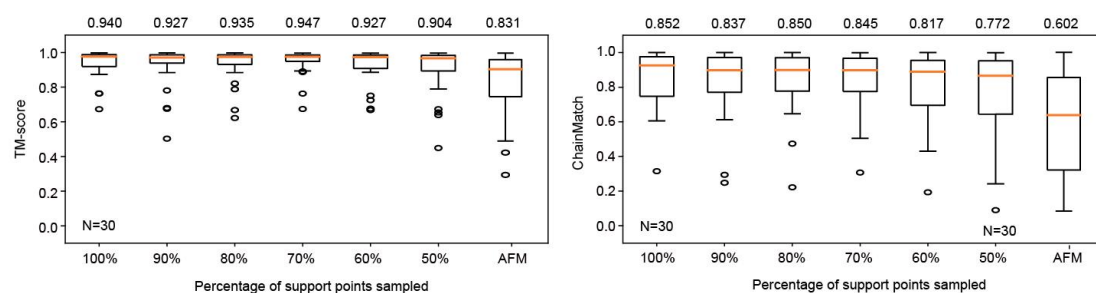 0.940 0.927 0.935 0.947 0.927 0.904 0.831
1.0
0.8
0.6
0.4
0.2
0.0
TM-score
N=30
100% 90% 80% 70% 60% 50% AFM
Percentage of support points sampled
0.852 0.837 0.850 0.845 0.817 0.772 0.602
1.0
0.8
0.6
0.4
0.2
0.0
ChainMatch
N=30
N=30
100% 90% 80% 70% 60% 50% AFM
Percentage of support points sampled